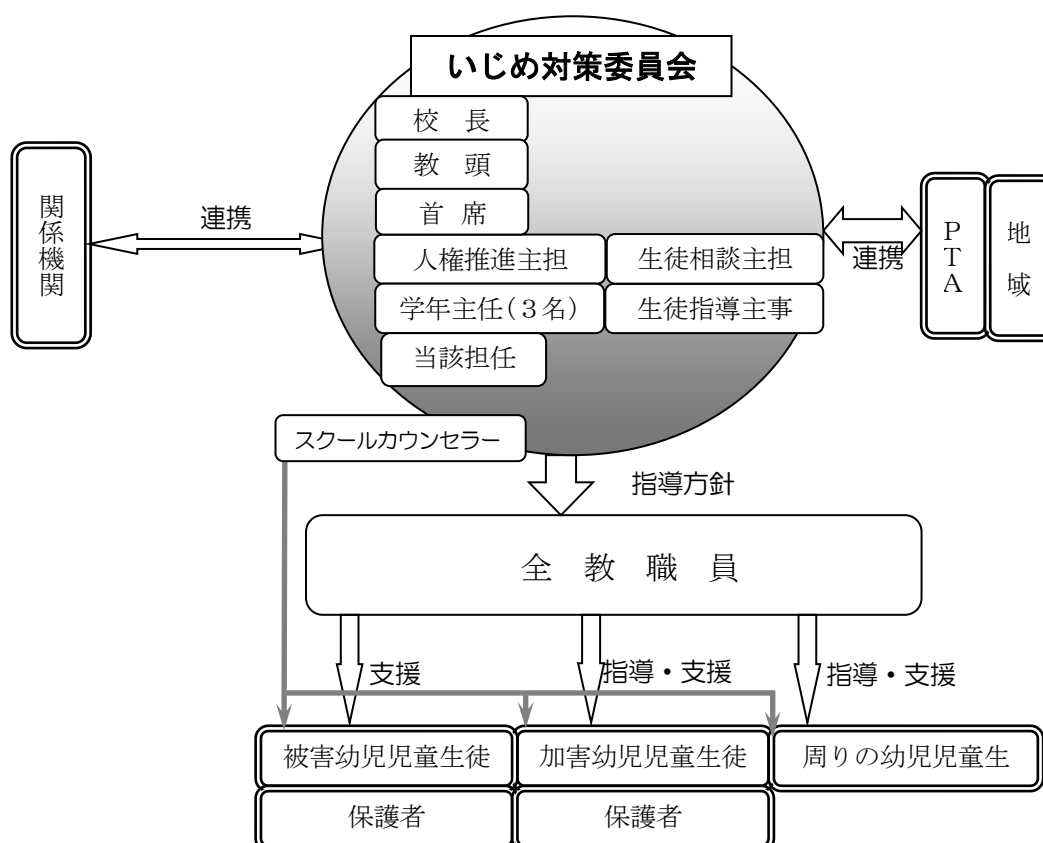 いじめ対策委員会
校 長
教 頭
首 席
人権推進主担
生徒相談主担
学年主任(３名)
生徒指導主事
当該担任
スクールカウンセラー
関係機関
連携
連携
ＰＴＡ
地 域
指導方針
全 教 職 員
支援
指導・支援
指導・支援
被害幼児児童生徒
加害幼児児童生徒
周りの幼児児童生
保護者
保護者